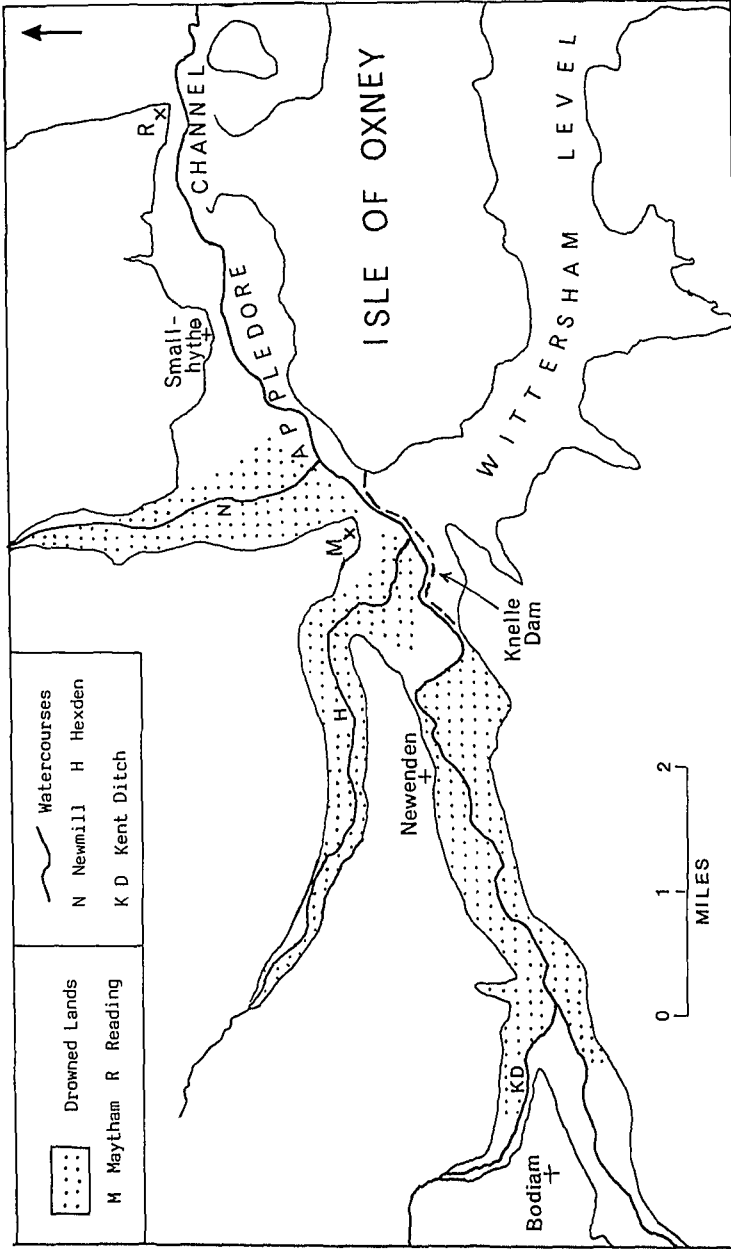 Drowned Lands
M Maytham R Reading
Watercourses
N Newmill H Hexden
K D Kent Ditch
R
CHANNEL
Small-
hythe
APPLEDORE
ISLE OF OXNEY
WITTERSHAM LEVEL
N
M
H
Knelle
Dam
Newenden
KD
Bodiam
0 1 2
MILES